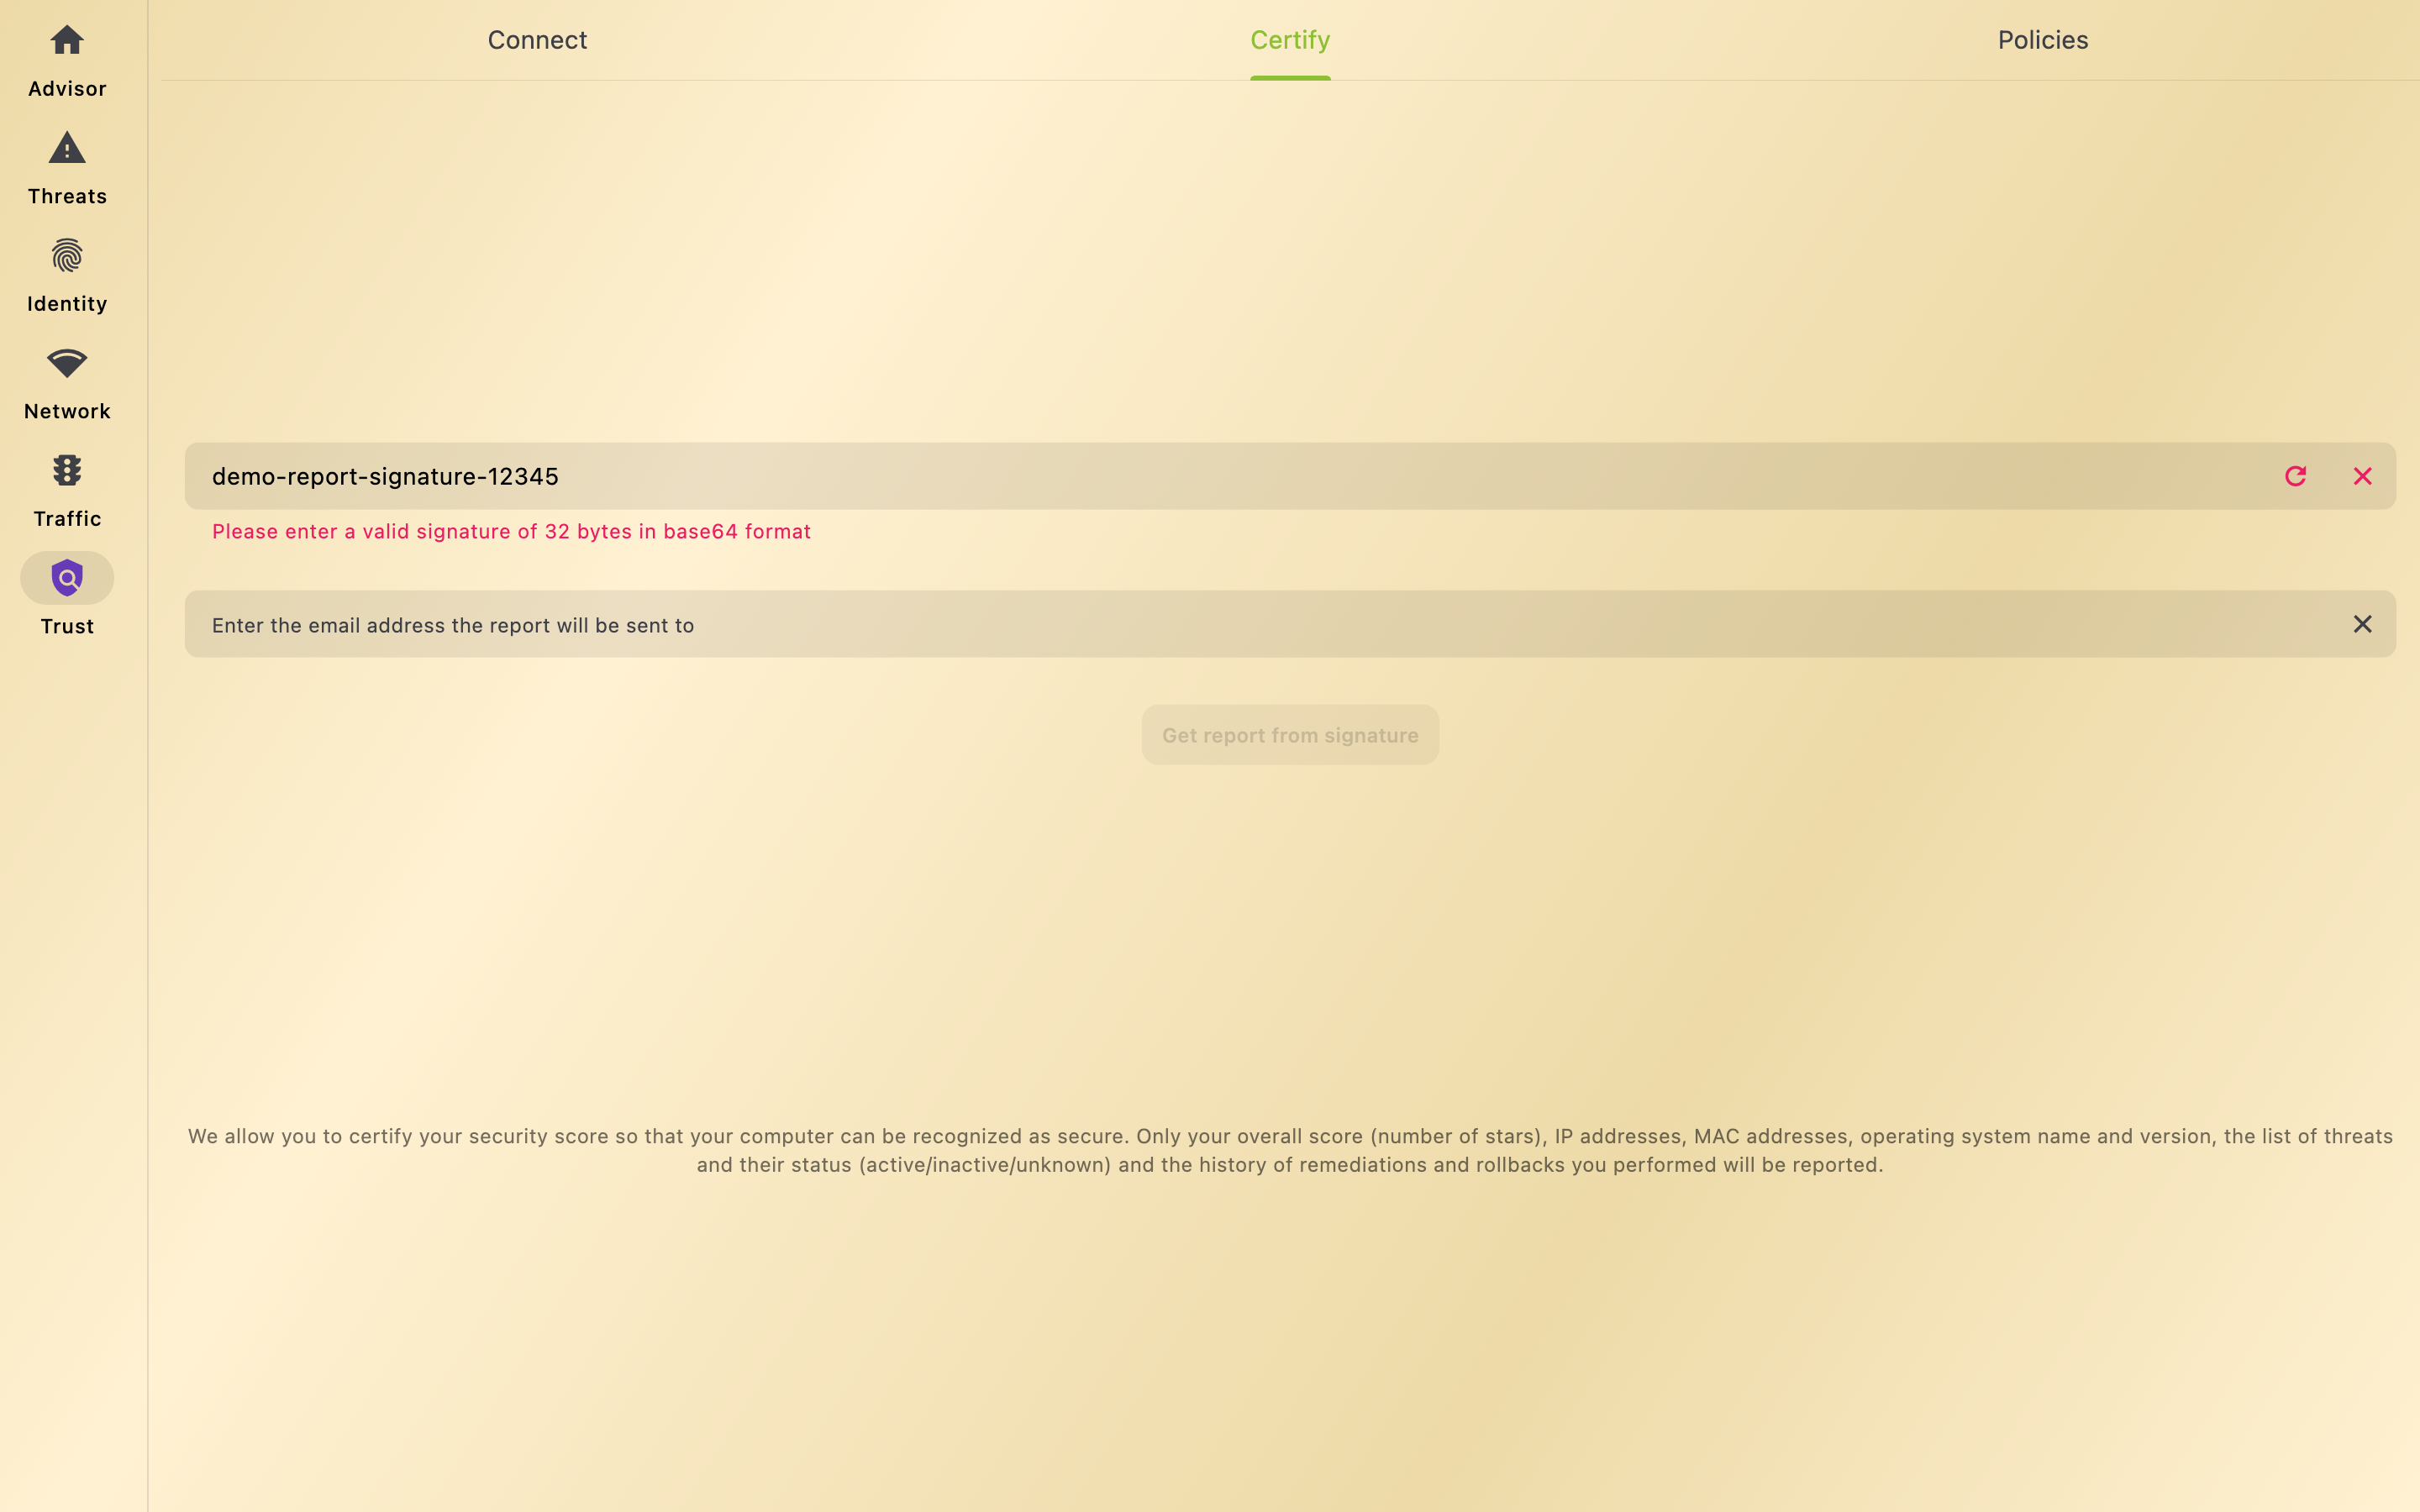 Connect
Certify
Policies
Advisor
Threats
Identity
Network
Traffic
Trust
demo-report-signature-12345
Please enter a valid signature of 32 bytes in base64 format
Enter the email address the report will be sent to
Get report from signature
We allow you to certify your security score so that your computer can be recognized as secure. Only your overall score (number of stars), IP addresses, MAC addresses, operating system name and version, the list of threats
and their status (active/inactive/unknown) and the history of remediations and rollbacks you performed will be reported.